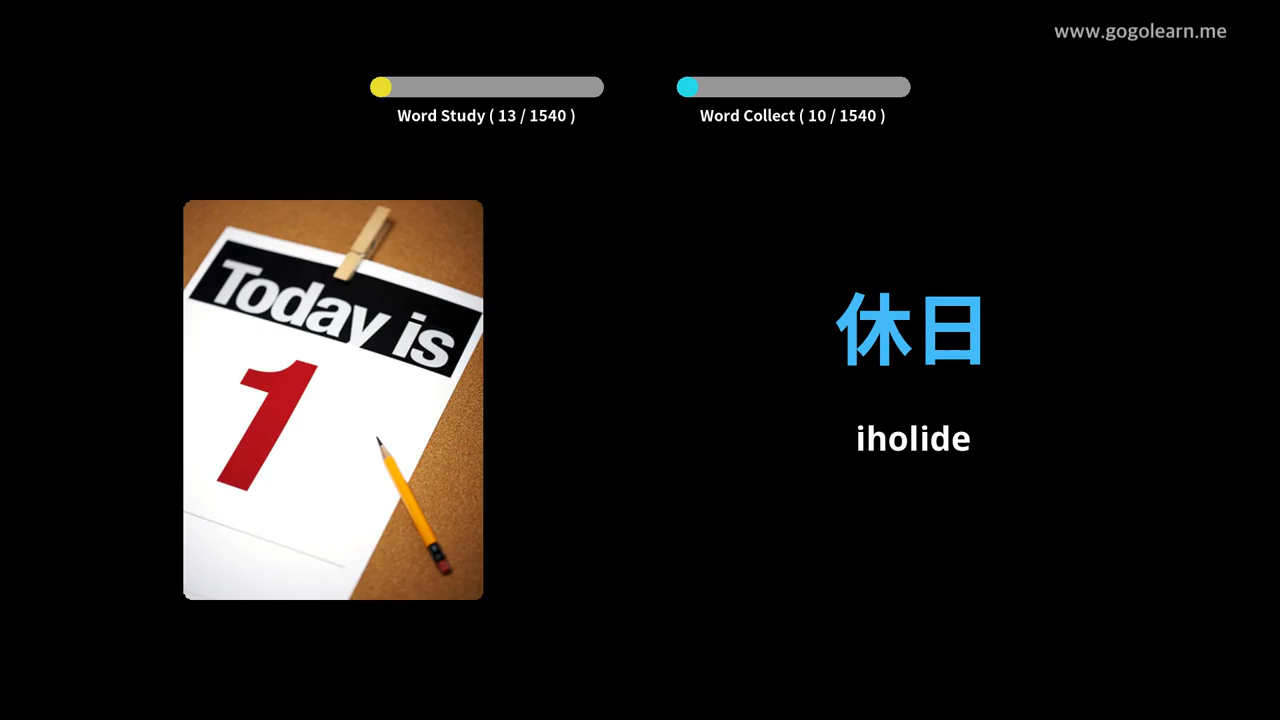 www.gogolearn.me
Word Study ( 13 / 1540 )
Word Collect ( 10 / 1540 )
Today is
1
休日
iholide